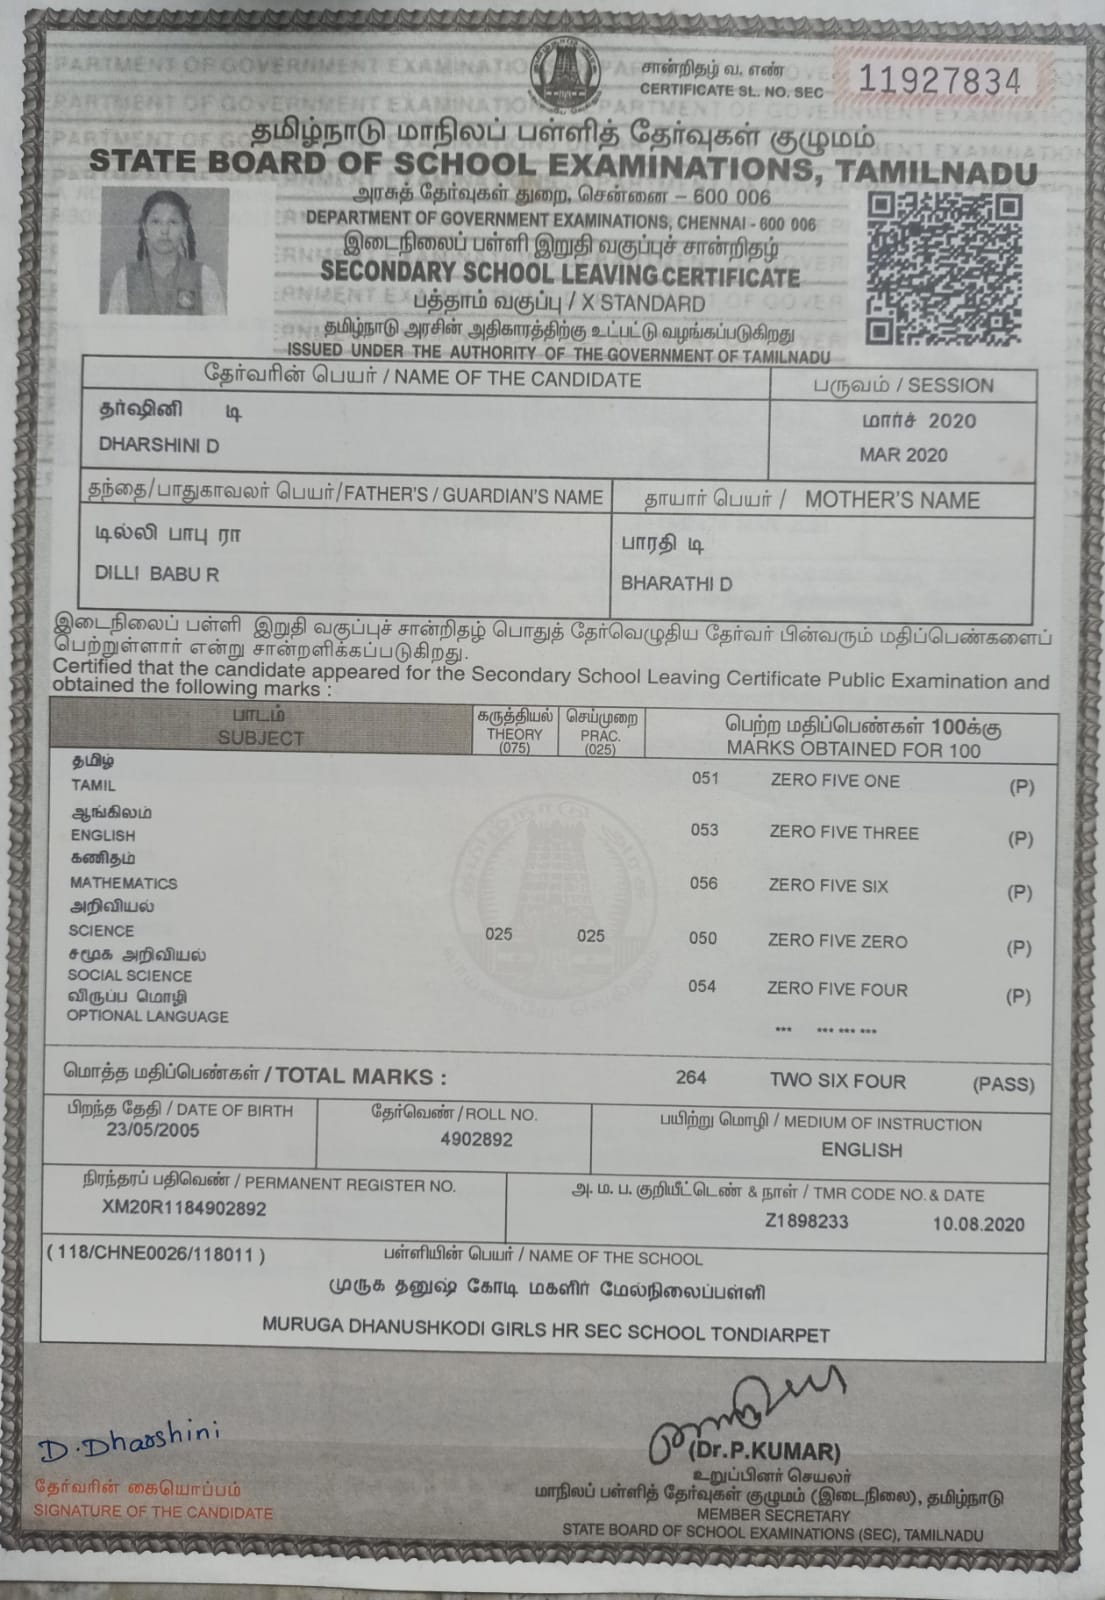 சான்றிதழ் வ. எண்
CERTIFICATE SL. NO. SEC
11927834
தமிழ்நாடு மாநிலப் பள்ளித் தேர்வுகள் குழுமம்
STATE BOARD OF SCHOOL EXAMINATIONS, TAMILNADU
அரசுத் தேர்வுகள் துறை, சென்னை – 600 006
DEPARTMENT OF GOVERNMENT EXAMINATIONS, CHENNAI - 600 006
இடைநிலைப் பள்ளி இறுதி வகுப்புச் சான்றிதழ்
SECONDARY SCHOOL LEAVING CERTIFICATE
பத்தாம் வகுப்பு / X STANDARD
தமிழ்நாடு அரசின் அதிகாரத்திற்கு உட்பட்டு வழங்கப்படுகிறது
ISSUED UNDER THE AUTHORITY OF THE GOVERNMENT OF TAMILNADU
தேர்வரின் பெயர் / NAME OF THE CANDIDATE
பருவம் / SESSION
தர்ஷினி டி
மார்ச் 2020
DHARSHINI D
MAR 2020
தந்தை/பாதுகாவலர் பெயர்/FATHER'S / GUARDIAN'S NAME
தாயார் பெயர் / MOTHER'S NAME
டில்லி பாபு ரா
பாரதி டி
DILLI BABU R
BHARATHI D
இடைநிலைப் பள்ளி இறுதி வகுப்புச் சான்றிதழ் பொதுத் தேர்வெழுதிய தேர்வர் பின்வரும் மதிப்பெண்களைப்
பெற்றுள்ளார் என்று சான்றளிக்கப்படுகிறது.
Certified that the candidate appeared for the Secondary School Leaving Certificate Public Examination and
obtained the following marks :
பாடம் கருத்தியல் செய்முறை பெற்ற மதிப்பெண்கள் 100க்கு
SUBJECT THEORY PRAC. MARKS OBTAINED FOR 100
(075) (025)
தமிழ்
TAMIL 051 ZERO FIVE ONE (P)
ஆங்கிலம்
ENGLISH 053 ZERO FIVE THREE (P)
கணிதம்
MATHEMATICS 056 ZERO FIVE SIX (P)
அறிவியல்
SCIENCE 025 025 050 ZERO FIVE ZERO (P)
சமூக அறிவியல்
SOCIAL SCIENCE 054 ZERO FIVE FOUR (P)
விருப்ப மொழி
OPTIONAL LANGUAGE *** *** *** ***
மொத்த மதிப்பெண்கள் / TOTAL MARKS : 264 TWO SIX FOUR (PASS)
பிறந்த தேதி / DATE OF BIRTH
23/05/2005
தேர்வெண் / ROLL NO.
4902892
பயிற்று மொழி / MEDIUM OF INSTRUCTION
ENGLISH
நிரந்தரப் பதிவெண் / PERMANENT REGISTER NO.
XM20R1184902892
அ. ம. ப. குறியீட்டெண் & நாள் / TMR CODE NO. & DATE
Z1898233 10.08.2020
(118/CHNE0026/118011) பள்ளியின் பெயர் / NAME OF THE SCHOOL
முருக தனுஷ் கோடி மகளிர் மேல்நிலைப்பள்ளி
MURUGA DHANUSHKODI GIRLS HR SEC SCHOOL TONDIARPET
D. Dharshini
தேர்வரின் கையொப்பம்
SIGNATURE OF THE CANDIDATE
(Dr.P.KUMAR)
உறுப்பினர் செயலர்
மாநிலப் பள்ளித் தேர்வுகள் குழுமம் (இடைநிலை), தமிழ்நாடு
MEMBER SECRETARY
STATE BOARD OF SCHOOL EXAMINATIONS (SEC), TAMILNADU